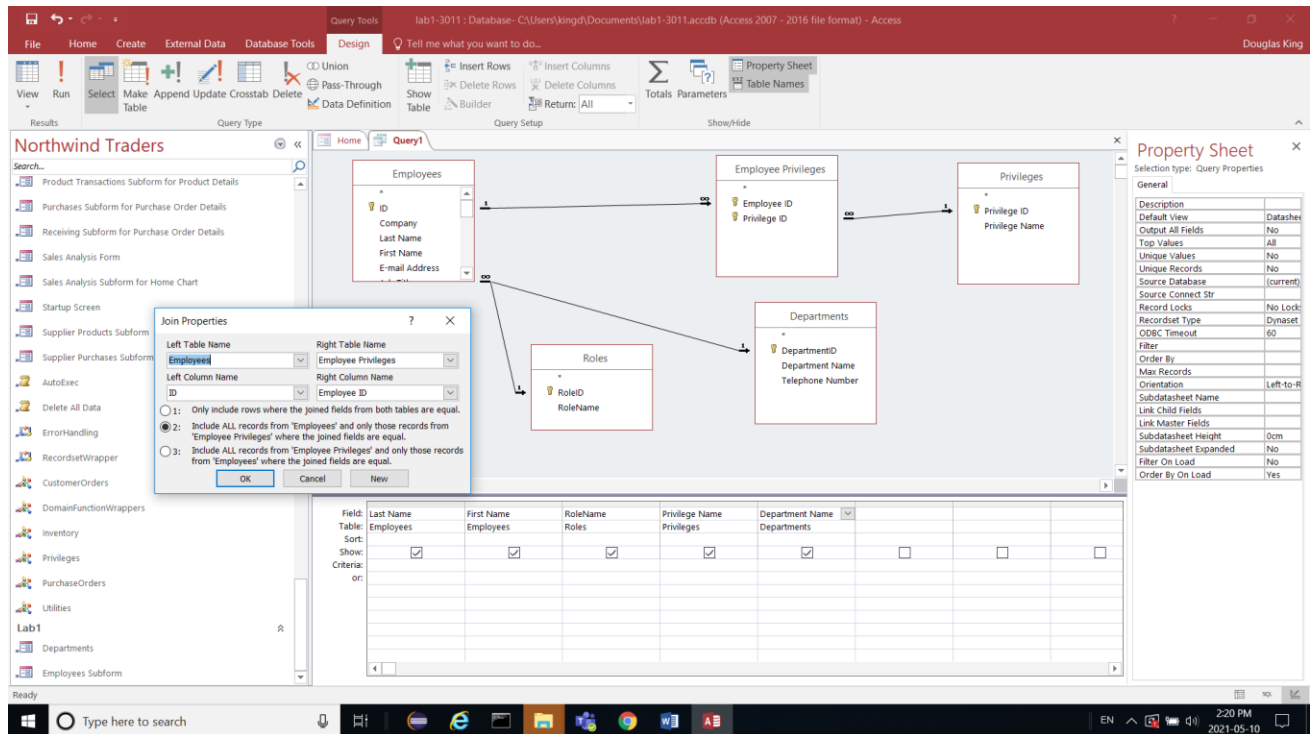 Query Tools
lab1-3011 : Database- C:\Users\kingd\Documents\lab1-3011.accdb (Access 2007 - 2016 file format) - Access
File Home Create External Data Database Tools Design Tell me what you want to do... Douglas King
View
Run
Select
Make Table
Append
Update
Crosstab
Delete
Union
Pass-Through
Data Definition
Show Table
Insert Rows
Delete Rows
Builder
Insert Columns
Delete Columns
Return: All
Totals
Parameters
Property Sheet
Table Names
Results
Query Type
Query Setup
Show/Hide
Northwind Traders
Search...
Product Transactions Subform for Product Details
Purchases Subform for Purchase Order Details
Receiving Subform for Purchase Order Details
Sales Analysis Form
Sales Analysis Subform for Home Chart
Startup Screen
Supplier Products Subform
Supplier Purchases Subform
AutoExec
Delete All Data
ErrorHandling
RecordsetWrapper
CustomerOrders
DomainFunctionWrappers
Inventory
Privileges
PurchaseOrders
Utilities
Lab1
Departments
Employees Subform
Home
Query1
Employees
*
ID
Company
Last Name
First Name
E-mail Address
Employee Privileges
*
Employee ID
Privilege ID
Privileges
*
Privilege ID
Privilege Name
Roles
*
RoleID
RoleName
Departments
*
DepartmentID
Department Name
Telephone Number
1
∞
∞
1
∞
1
1
Join Properties
? X
Left Table Name Right Table Name
Employees Employee Privileges
Left Column Name Right Column Name
ID Employee ID
1: Only include rows where the joined fields from both tables are equal.
2: Include ALL records from 'Employees' and only those records from
'Employee Privileges' where the joined fields are equal.
3: Include ALL records from 'Employee Privileges' and only those records
from 'Employees' where the joined fields are equal.
OK Cancel New
Field: Last Name First Name RoleName Privilege Name Department Name
Table: Employees Employees Roles Privileges Departments
Sort:
Show:
Criteria:
or:
Property Sheet
Selection type: Query Properties
General
Description
Default View Datashee
Output All Fields No
Top Values All
Unique Values No
Unique Records No
Source Database (current)
Source Connect Str
Record Locks No Locks
Recordset Type Dynaset
ODBC Timeout 60
Filter
Order By
Max Records
Orientation Left-to-R
Subdatasheet Name
Link Child Fields
Link Master Fields
Subdatasheet Height 0cm
Subdatasheet Expanded No
Filter On Load No
Order By On Load Yes
Ready
SQL
Type here to search
EN
2:20 PM
2021-05-10